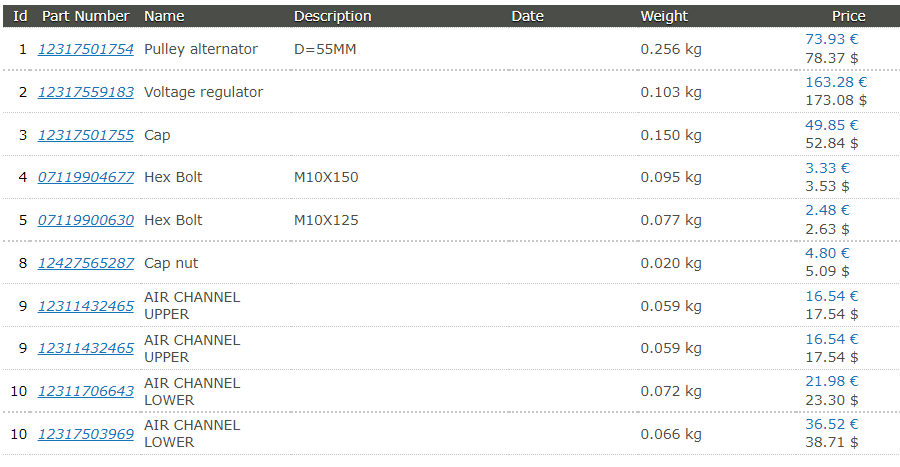 Id Part Number Name Description Date Weight Price
1 12317501754 Pulley alternator D=55MM 0.256 kg 73.93 €
78.37 $
2 12317559183 Voltage regulator 0.103 kg 163.28 €
173.08 $
3 12317501755 Cap 0.150 kg 49.85 €
52.84 $
4 07119904677 Hex Bolt M10X150 0.095 kg 3.33 €
3.53 $
5 07119900630 Hex Bolt M10X125 0.077 kg 2.48 €
2.63 $
8 12427565287 Cap nut 0.020 kg 4.80 €
5.09 $
9 12311432465 AIR CHANNEL 0.059 kg 16.54 €
UPPER 17.54 $
9 12311432465 AIR CHANNEL 0.059 kg 16.54 €
UPPER 17.54 $
10 12311706643 AIR CHANNEL 0.072 kg 21.98 €
LOWER 23.30 $
10 12317503969 AIR CHANNEL 0.066 kg 36.52 €
LOWER 38.71 $